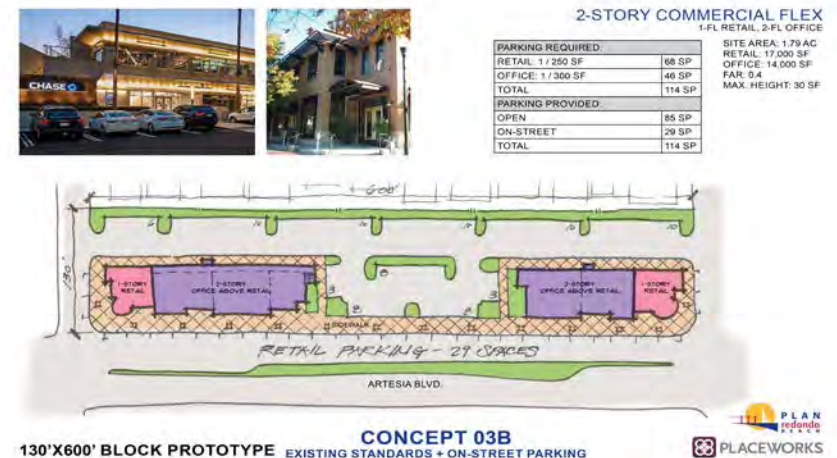 2-STORY COMMERCIAL FLEX
1-FL RETAIL, 2-FL OFFICE
CHASE
PARKING REQUIRED:
RETAIL: 1 / 250 SF 68 SP
OFFICE: 1 / 300 SF 46 SP
TOTAL 114 SP
PARKING PROVIDED:
OPEN 85 SP
ON-STREET 29 SP
TOTAL 114 SP
SITE AREA: 1.79 AC
RETAIL: 17,000 SF
OFFICE: 14,000 SF
FAR: 0.4
MAX. HEIGHT: 30 SF
600'
130'
8
3
3
1-STORY
RETAIL
2-STORY
OFFICE ABOVE RETAIL
2-STORY
OFFICE ABOVE RETAIL
1-STORY
RETAIL
SIDEWALK
RETAIL PARKING - 29 SPACES
ARTESIA BLVD.
130'X600' BLOCK PROTOTYPE
CONCEPT 03B
EXISTING STANDARDS + ON-STREET PARKING
PLAN
redondo
BEACH
PLACEWORKS